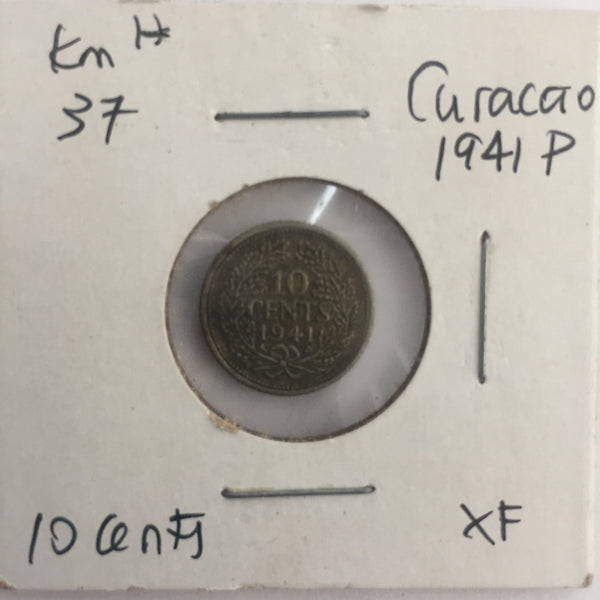 Km #
37
Curacao
1941 P
10
CENTS
1941
10 Cents
XF